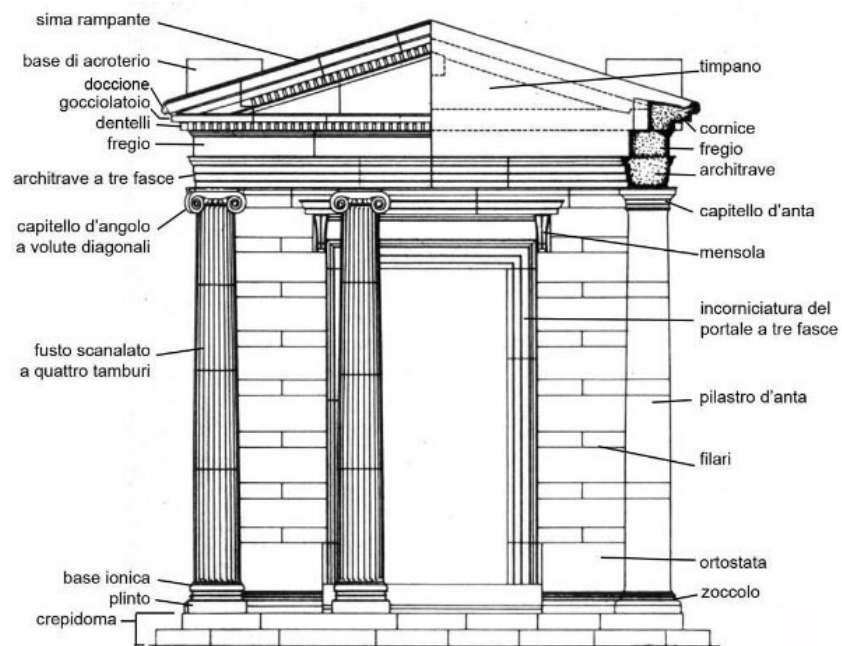 sima rampante
base di acroterio
doccione
gocciolatoio
dentelli
fregio
architrave a tre fasce
capitello d'angolo
a volute diagonali
fusto scanalato
a quattro tamburi
base ionica
plinto
crepidoma
timpano
cornice
fregio
architrave
capitello d'anta
mensola
incorniciatura del
portale a tre fasce
pilastro d'anta
filari
ortostata
zoccolo